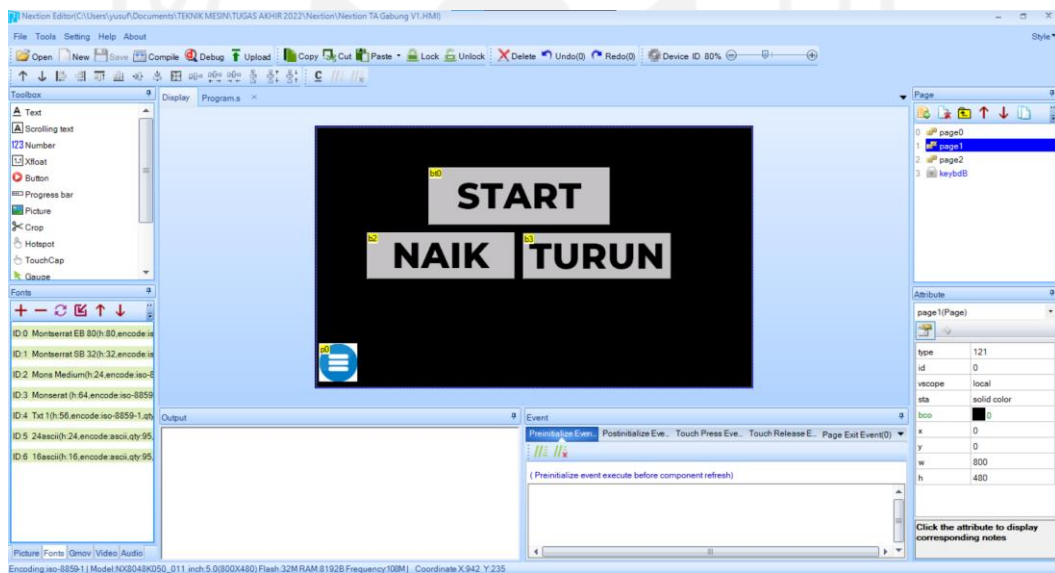 Nextion Editor(C:\Users\yusuf\Documents\TEKNIK MESIN\TUGAS AKHIR 2022\Nextion\Nextion TA Gabung V1.HMI)
File Tools Setting Help About Style
Open New Save Compile Debug Upload Copy Cut Paste Lock Unlock Delete Undo(0) Redo(0) Device ID 80%
Toolbox
A Text
A Scrolling text
123 Number
1.2 Xfloat
Button
Progress bar
Picture
Crop
Hotspot
TouchCap
Gauge
Fonts
ID:0 Montserrat EB 80(h:80,encode:is
ID:1 Montserrat SB 32(h:32,encode:is
ID:2 Mons Medium(h:24,encode:iso-8
ID:3 Monserat (h:64,encode:iso-8859
ID:4 Txt 1(h:56,encode:iso-8859-1,qty
ID:5 24ascii(h:24,encode:ascii,qty:95,
ID:6 16ascii(h:16,encode:ascii,qty:95,
Picture Fonts Gmov Video Audio
Display Program.s
bt0
START
b2
NAIK
b3
TURUN
p0
Output
Event
Preinitialize Even... Postinitialize Eve... Touch Press Eve... Touch Release E... Page Exit Event(0)
( Preinitialize event execute before component refresh)
Page
0 page0
1 page1
2 page2
3 keybdB
Attribute
page1(Page)
type 121
id 0
vscope local
sta solid color
bco 0
x 0
y 0
w 800
h 480
Click the attribute to display
corresponding notes
Encoding:iso-8859-1 | Model:NX8048K050_011 inch:5.0(800X480) Flash:32M RAM:8192B Frequency:108M | Coordinate X:942 Y:235